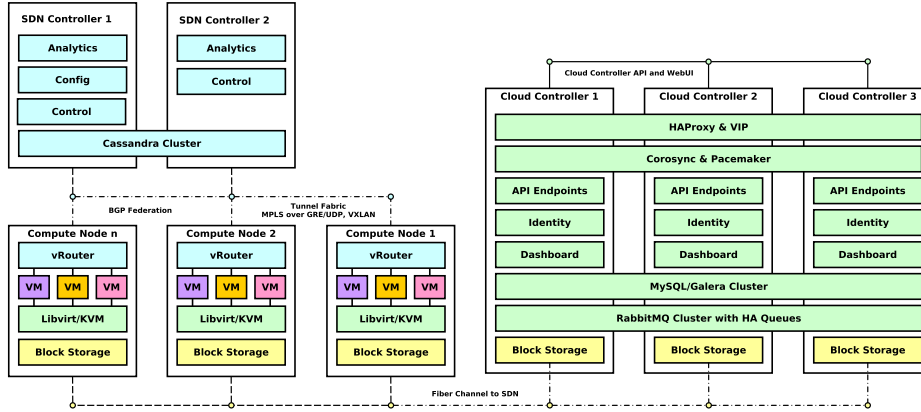 SDN Controller 1
Analytics
Config
Control
SDN Controller 2
Analytics
Control
Cassandra Cluster
BGP Federation
Tunnel Fabric
MPLS over GRE/UDP, VXLAN
Compute Node n
vRouter
VM VM VM
Libvirt/KVM
Block Storage
Compute Node 2
vRouter
VM VM VM
Libvirt/KVM
Block Storage
Compute Node 1
vRouter
VM VM VM
Libvirt/KVM
Block Storage
Cloud Controller API and WebUI
Cloud Controller 1 Cloud Controller 2 Cloud Controller 3
HAProxy & VIP
Corosync & Pacemaker
API Endpoints API Endpoints API Endpoints
Identity Identity Identity
Dashboard Dashboard Dashboard
MySQL/Galera Cluster
RabbitMQ Cluster with HA Queues
Block Storage Block Storage Block Storage
Fiber Channel to SDN